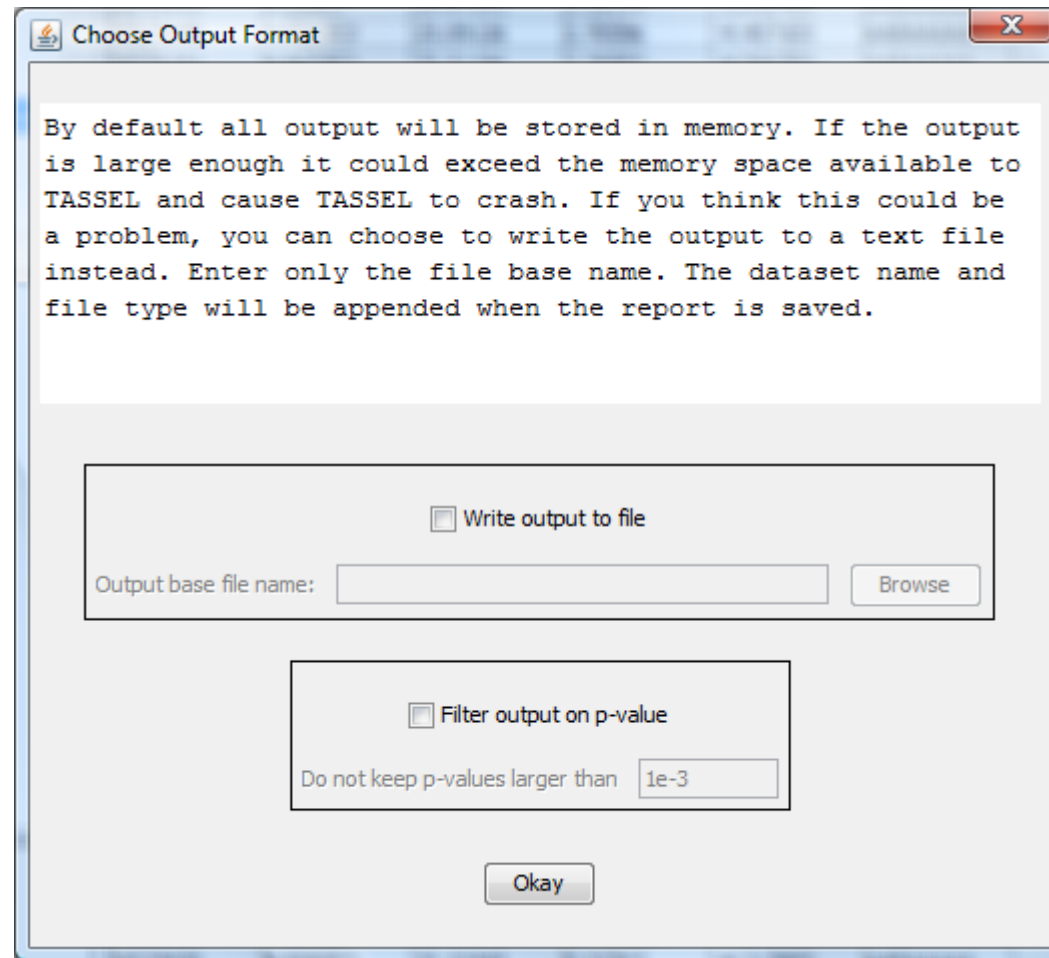 Choose Output Format
By default all output will be stored in memory. If the output
is large enough it could exceed the memory space available to
TASSEL and cause TASSEL to crash. If you think this could be
a problem, you can choose to write the output to a text file
instead. Enter only the file base name. The dataset name and
file type will be appended when the report is saved.
Write output to file
Output base file name:
Browse
Filter output on p-value
Do not keep p-values larger than 1e-3
Okay